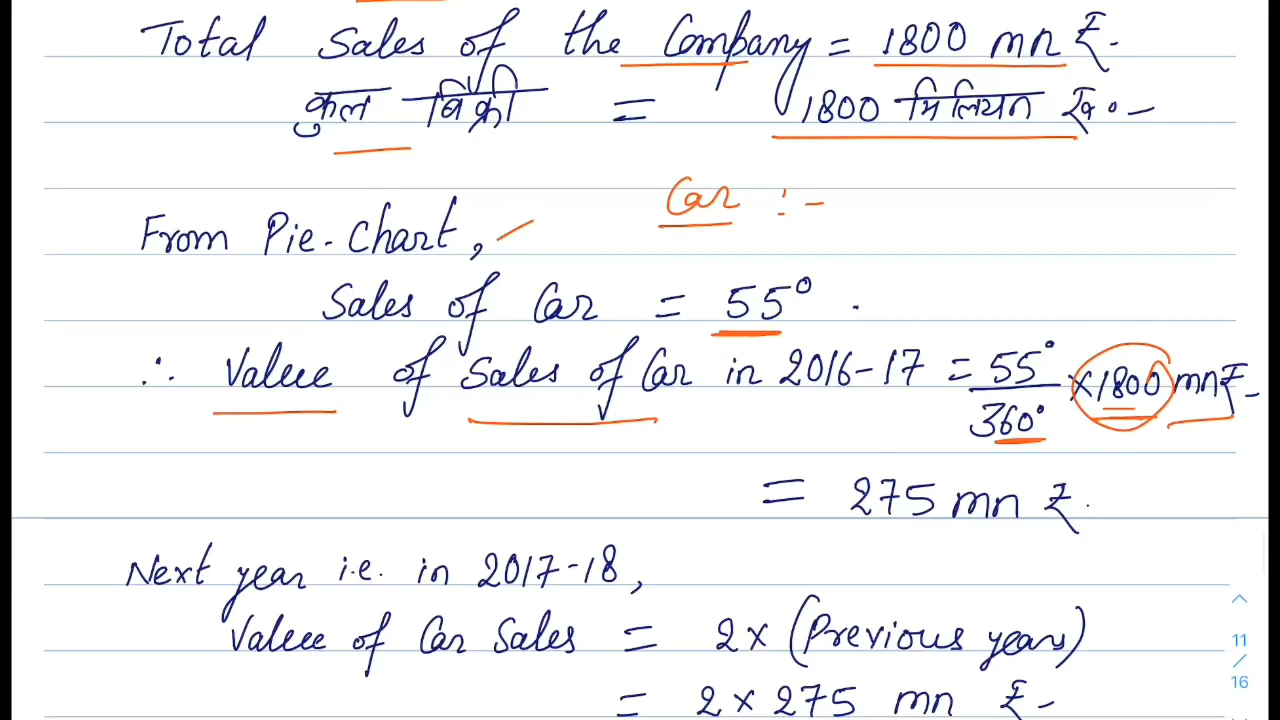 Total Sales of the Company = 1800 mn ₹.
कुल बिक्री = 1800 मिलियन रु०-
Car :-
From Pie-Chart,
Sales of Car = 55° .
∴ Value of Sales of Car in 2016-17 = 55°/360° × 1800 mn ₹-
= 275 mn ₹.
Next year i.e. in 2017-18,
Value of Car Sales = 2 × (Previous years)
= 2 × 275 mn ₹-
11
/
16